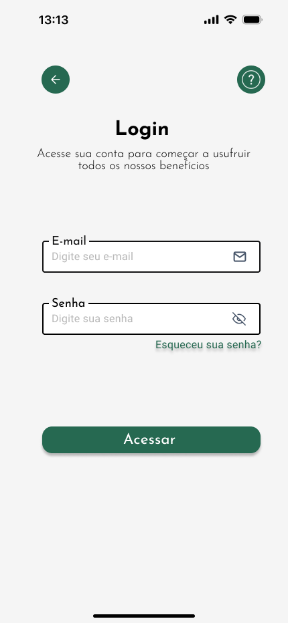 13:13
?
Login
Acesse sua conta para começar a usufruir
todos os nossos benefícios
E-mail
Digite seu e-mail
Senha
Digite sua senha
Esqueceu sua senha?
Acessar